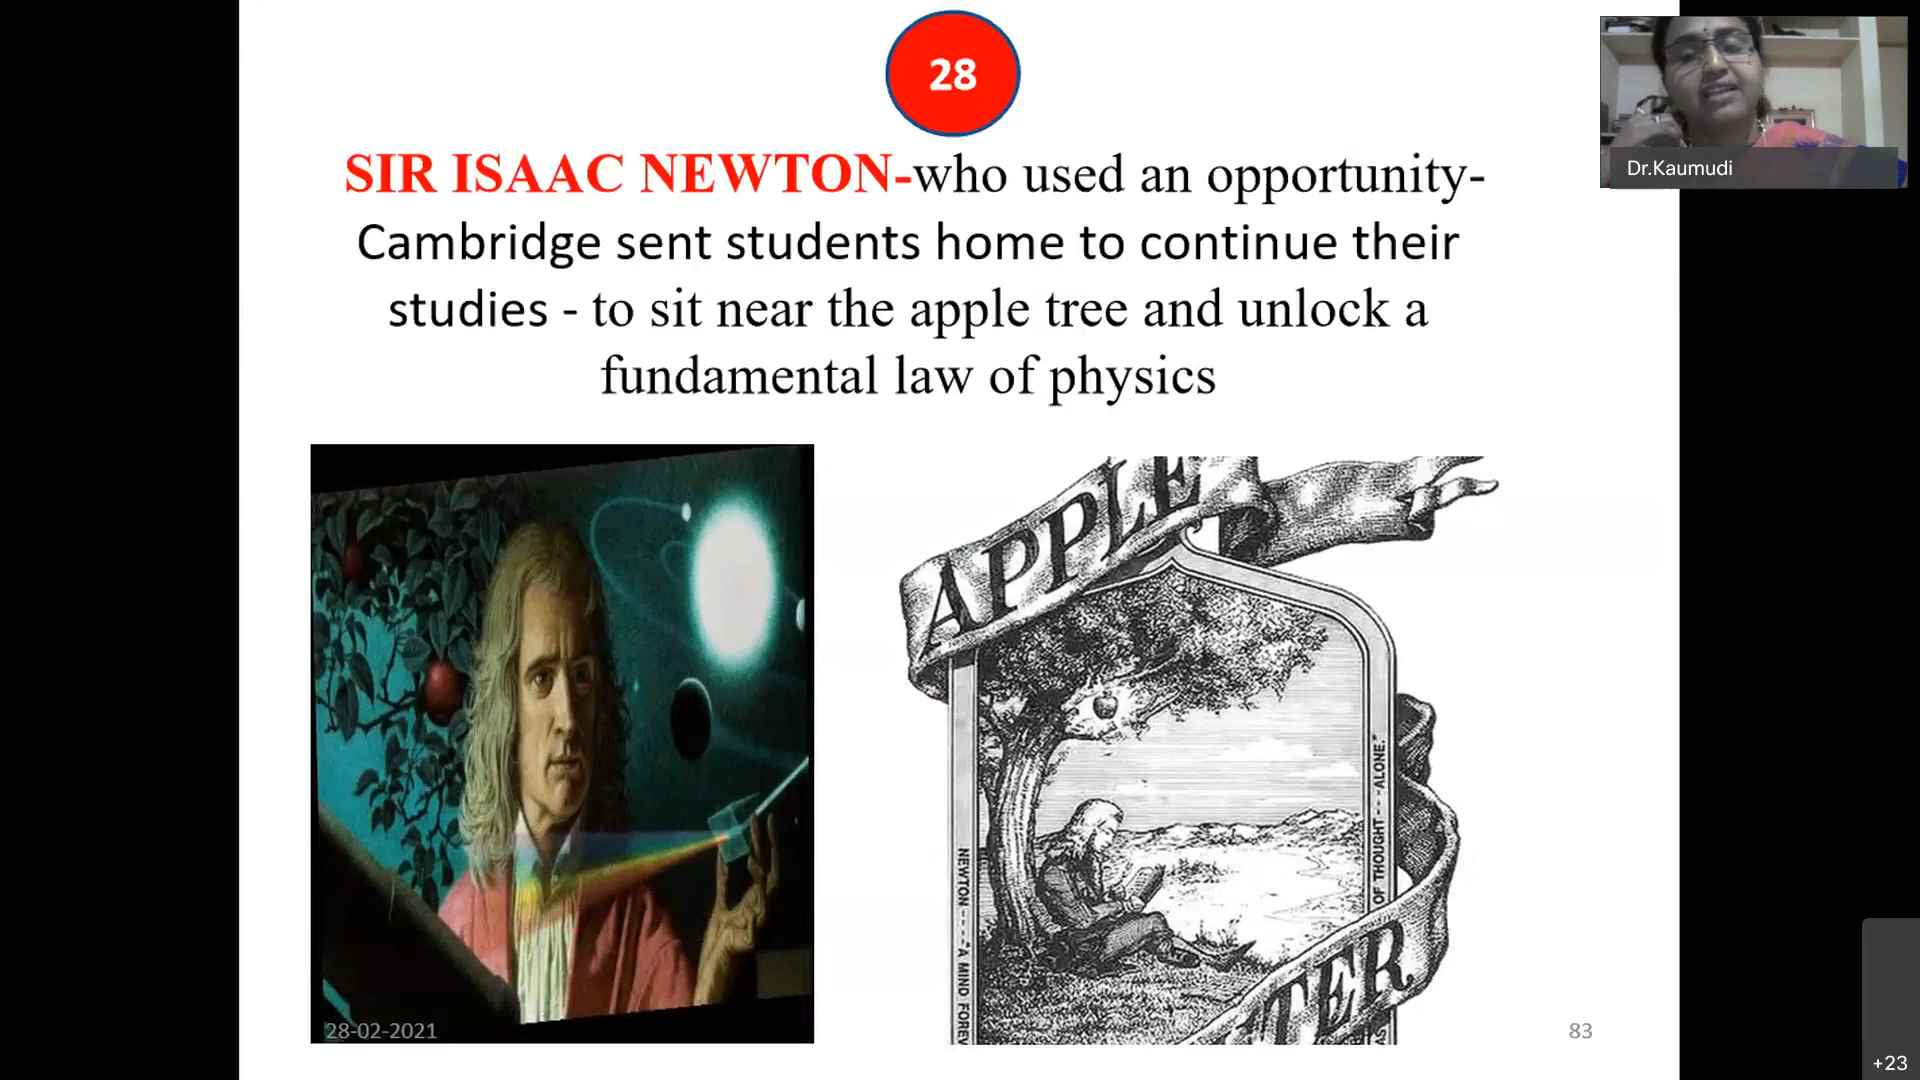 28
SIR ISAAC NEWTON-who used an opportunity-
Cambridge sent students home to continue their
studies - to sit near the apple tree and unlock a
fundamental law of physics
Dr.Kaumudi
APPLE
NEWTON - - - "A MIND FOREV
OF THOUGHT - - - ALONE."
TER
28-02-2021
83
+23